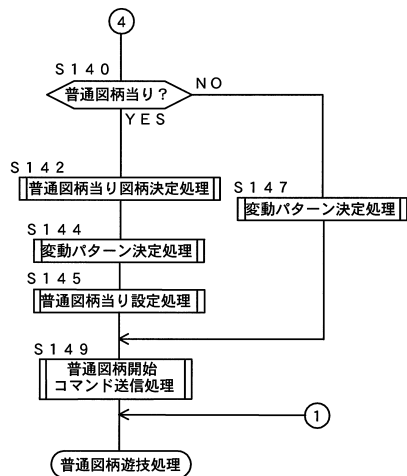 4
S140
普通図柄当り?
NO
YES
S142
普通図柄当り図柄決定処理
S147
変動パターン決定処理
S144
変動パターン決定処理
S145
普通図柄当り設定処理
S149
普通図柄開始
コマンド送信処理
1
普通図柄遊技処理